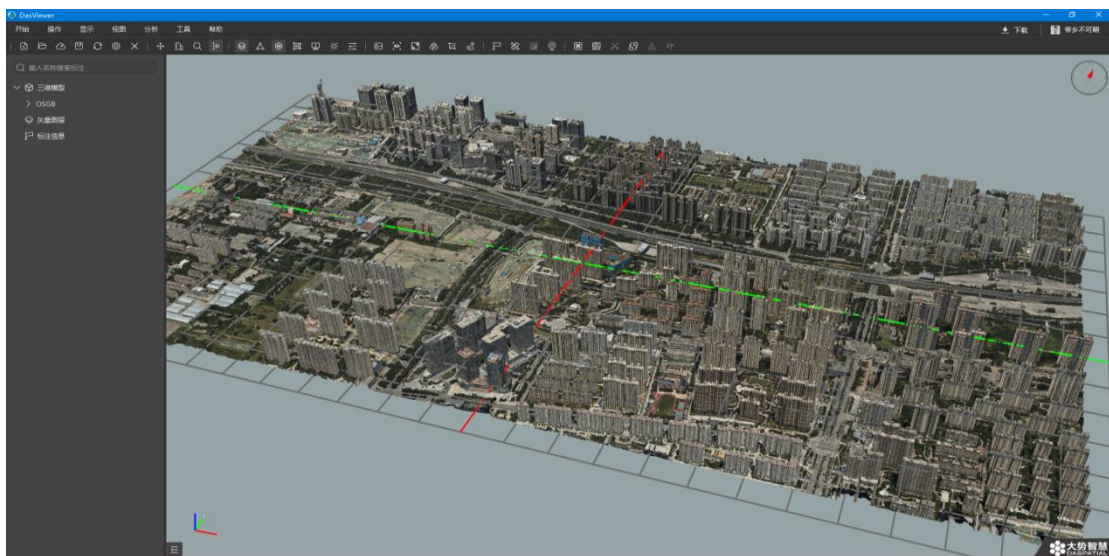 DasViewer
开始 操作 显示 视图 分析 工具 帮助
下载 带乡不可期
输入名称搜索标注
三维模型
OSGB
矢量图层
标注信息
大势智慧
DASPATIAL